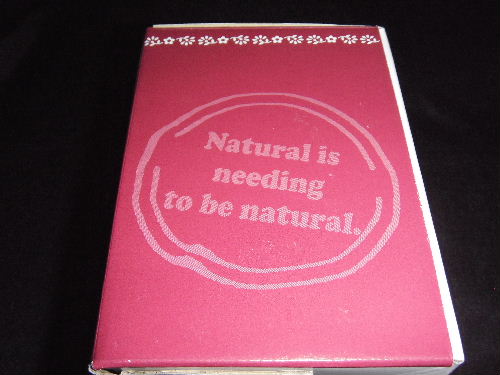 Natural is
needing
to be natural.